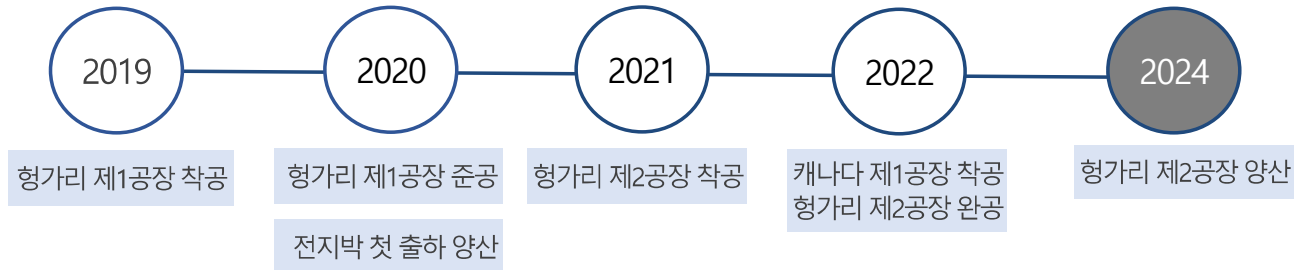 2019
2020
2021
2022
2024
헝가리 제1공장 착공
헝가리 제1공장 준공
전지박 첫 출하 양산
헝가리 제2공장 착공
캐나다 제1공장 착공
헝가리 제2공장 완공
헝가리 제2공장 양산